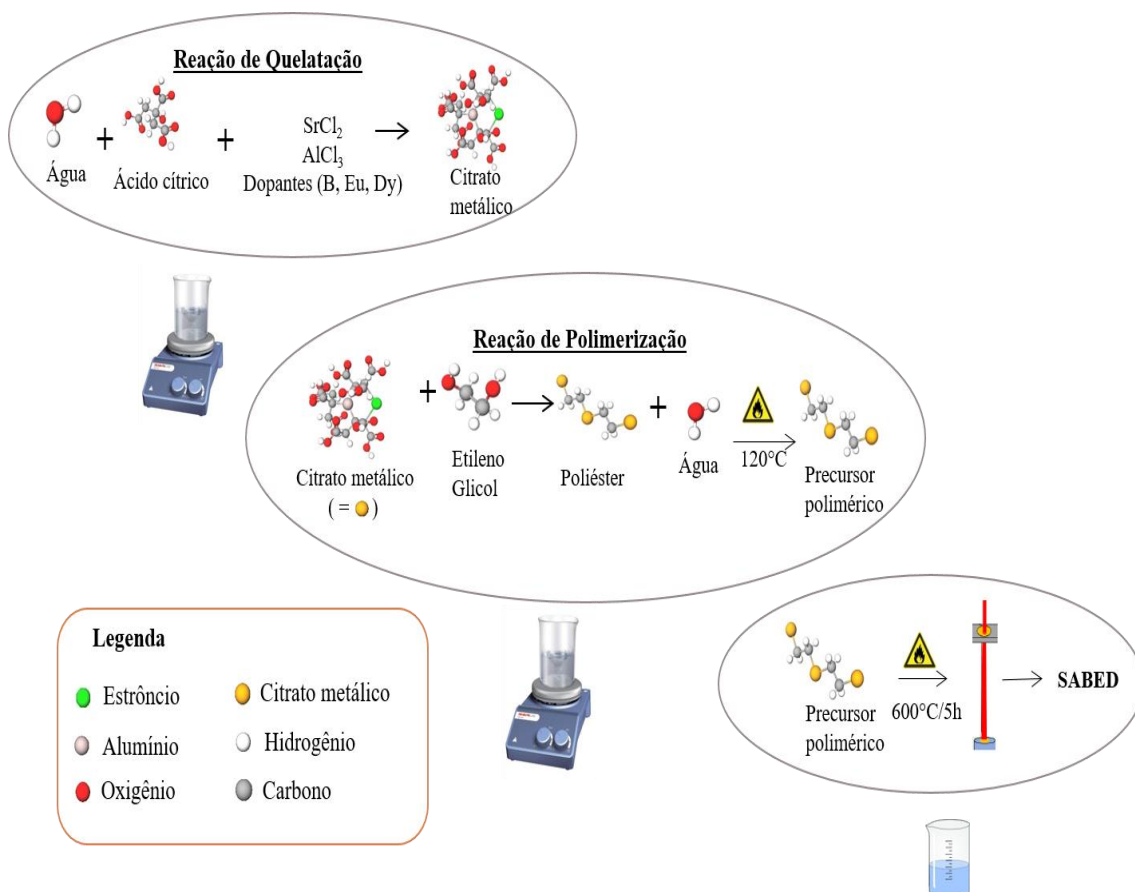 Reação de Quelatação
SrCl₂
AlCl₃
Dopantes (B, Eu, Dy)
Água
Ácido cítrico
Citrato
metálico
+
+
Reação de Polimerização
+
+
Citrato metálico
( = )
Etileno
Glicol
Poliéster
Água
120°C
Precursor
polimérico
Legenda
Estrôncio
Citrato metálico
Alumínio
Hidrogênio
Oxigênio
Carbono
Precursor
polimérico
600°C/5h
SABED